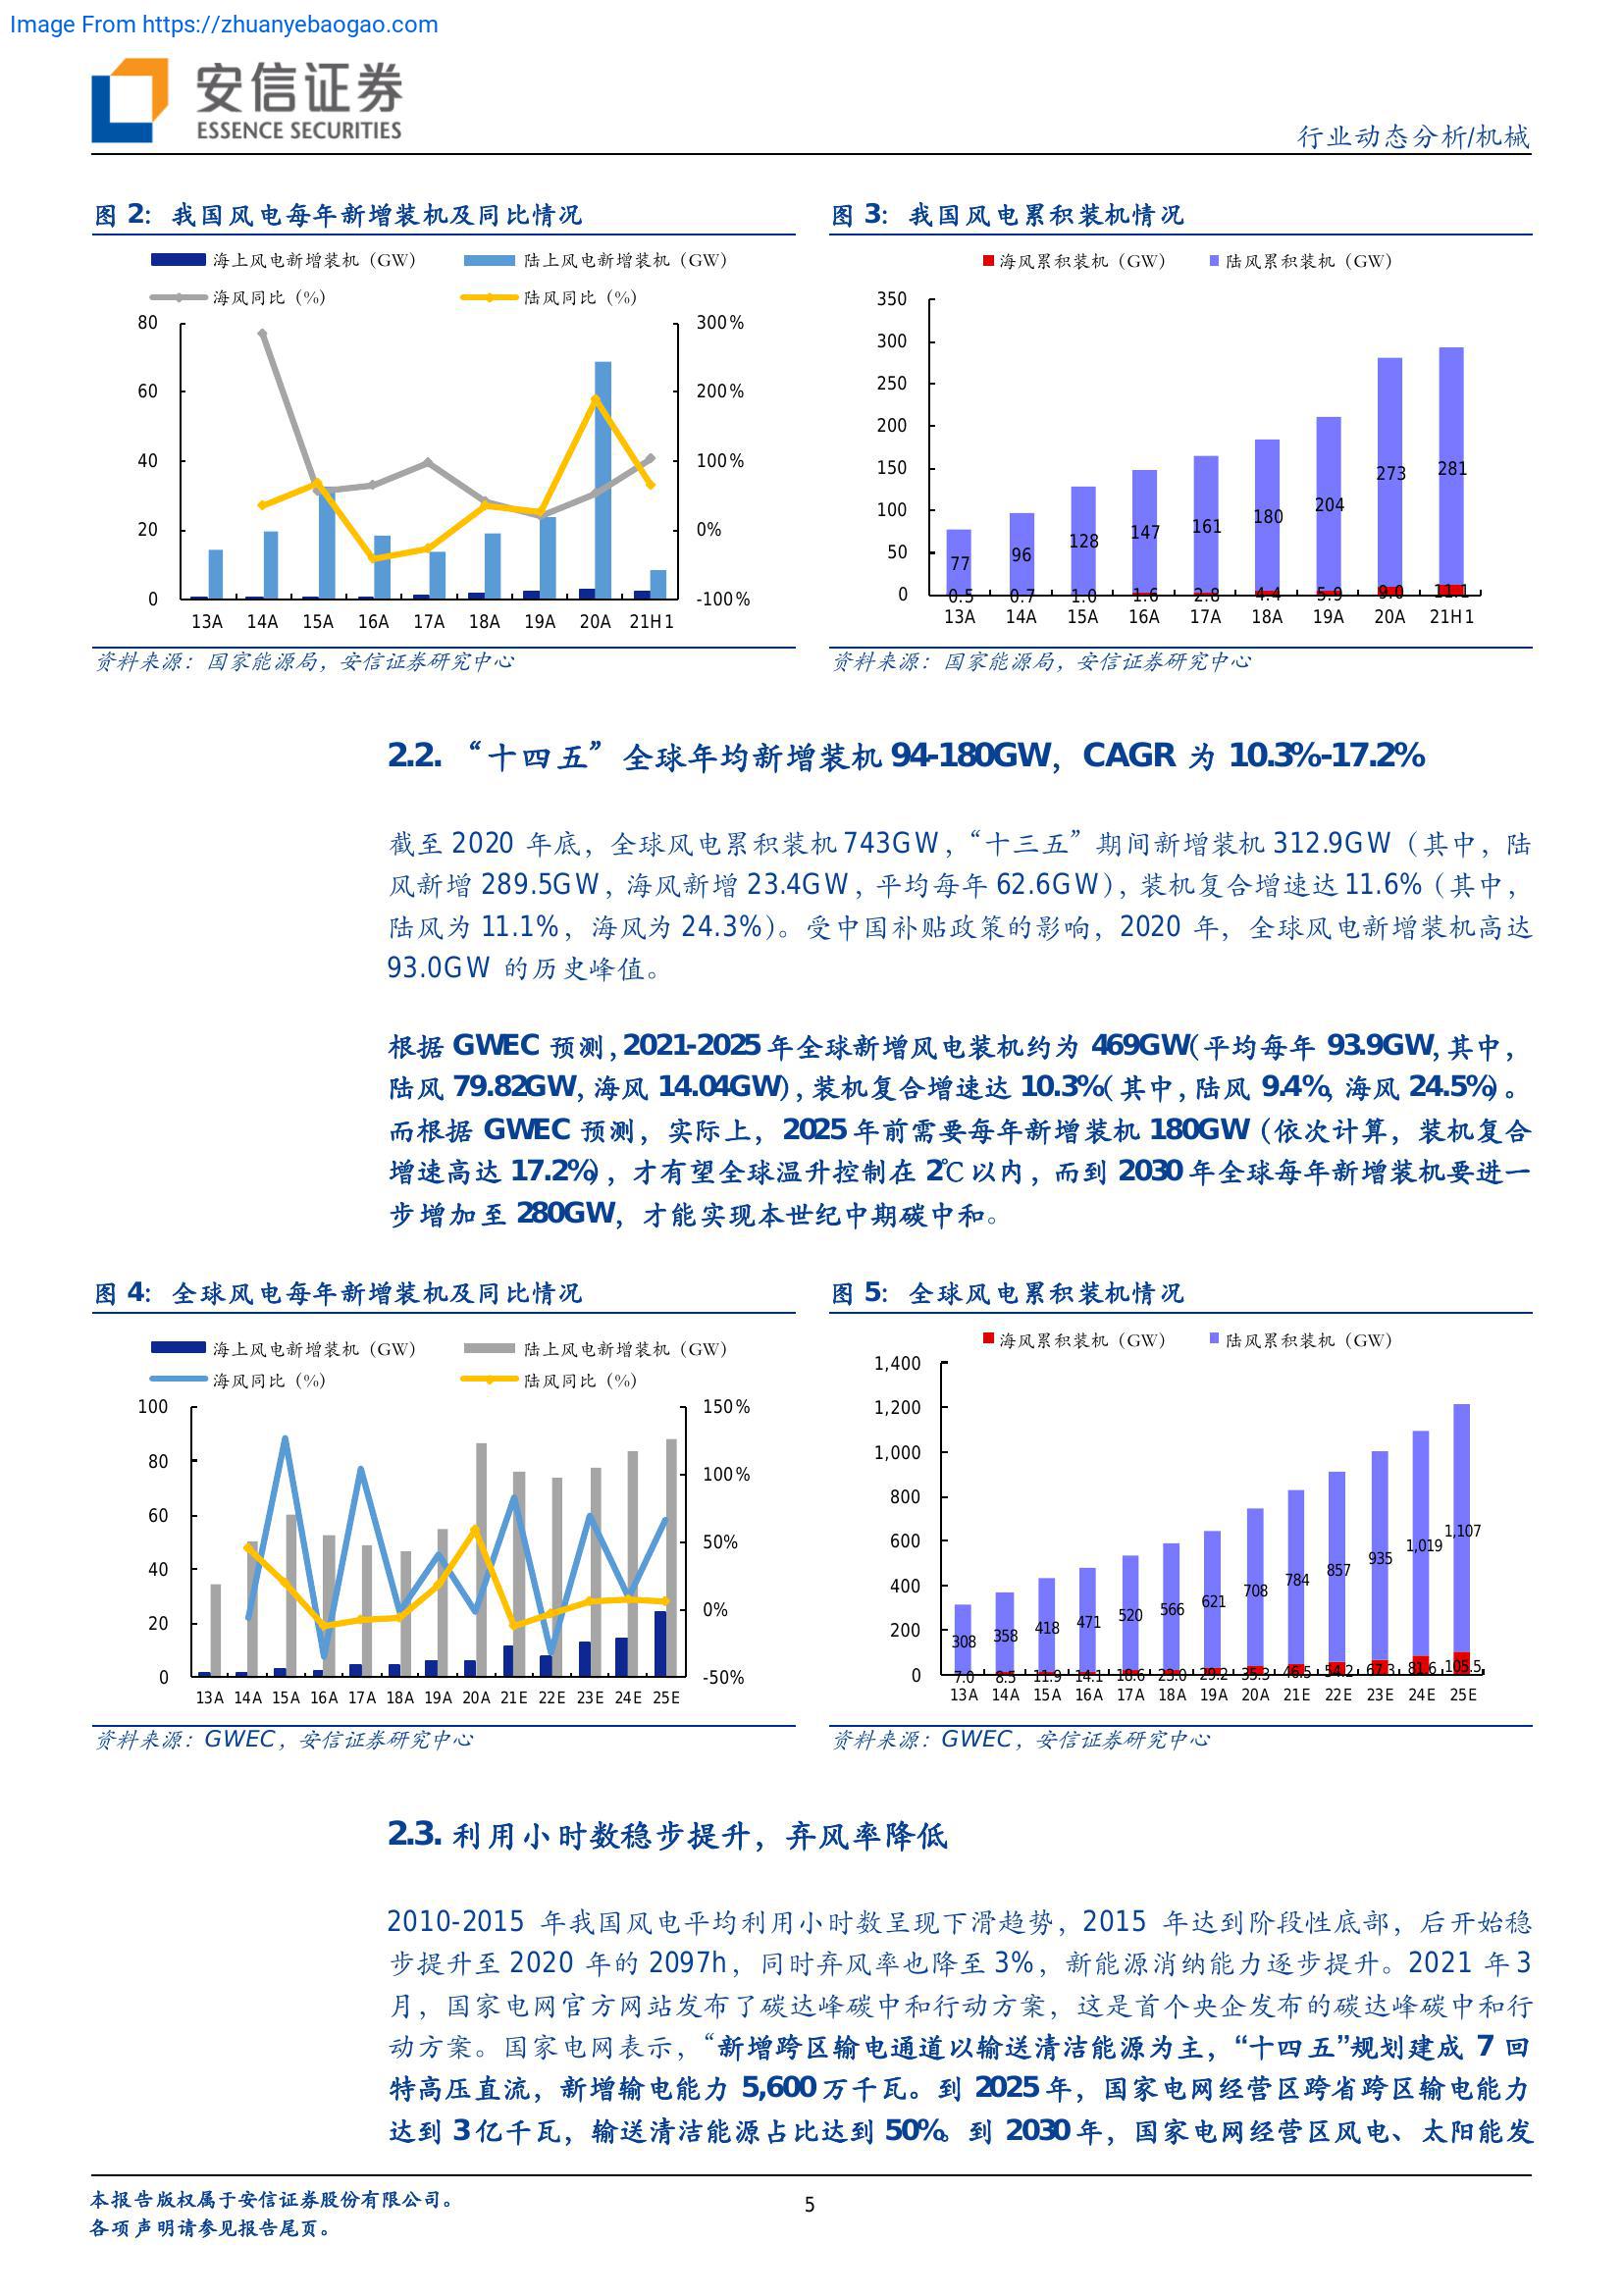 Image From https://zhuanyebaogao.com
安信证券
ESSENCE SECURITIES
行业动态分析/机械
图 2: 我国风电每年新增装机及同比情况
海上风电新增装机（GW） 陆上风电新增装机（GW）
海风同比（%） 陆风同比（%）
80 300%
60 200%
40 100%
20 0%
0 -100%
13A 14A 15A 16A 17A 18A 19A 20A 21H1
资料来源：国家能源局，安信证券研究中心
图 3: 我国风电累积装机情况
海风累积装机（GW） 陆风累积装机（GW）
350
300
250
200
150
100
50
0
77 96 128 147 161 180 204 273 281
0.5 0.7 1.0 1.6 2.8 4.4 5.9 9.0 11.1
13A 14A 15A 16A 17A 18A 19A 20A 21H1
资料来源：国家能源局，安信证券研究中心
2.2. “十四五”全球年均新增装机 94-180GW，CAGR 为 10.3%-17.2%
截至 2020 年底，全球风电累积装机 743GW，“十三五”期间新增装机 312.9GW（其中，陆
风新增 289.5GW，海风新增 23.4GW，平均每年 62.6GW），装机复合增速达 11.6%（其中，
陆风为 11.1%，海风为 24.3%）。受中国补贴政策的影响，2020 年，全球风电新增装机高达
93.0GW 的历史峰值。
根据 GWEC 预测，2021-2025 年全球新增风电装机约为 469GW(平均每年 93.9GW, 其中，
陆风 79.82GW, 海风 14.04GW)，装机复合增速达 10.3%(其中, 陆风 9.4%, 海风 24.5%)。
而根据 GWEC 预测，实际上，2025 年前需要每年新增装机 180GW（依次计算，装机复合
增速高达 17.2%），才有望全球温升控制在 2℃以内，而到 2030 年全球每年新增装机要进一
步增加至 280GW，才能实现本世纪中期碳中和。
图 4: 全球风电每年新增装机及同比情况
海上风电新增装机（GW） 陆上风电新增装机（GW）
海风同比（%） 陆风同比（%）
100 150%
80 100%
60 50%
40 0%
20 -50%
0
13A 14A 15A 16A 17A 18A 19A 20A 21E 22E 23E 24E 25E
资料来源：GWEC，安信证券研究中心
图 5: 全球风电累积装机情况
海风累积装机（GW） 陆风累积装机（GW）
1,400
1,200
1,000
800
600
400
200
0
308 358 418 471 520 566 621 708 784 857 935 1,019 1,107
7.0 8.5 11.9 14.1 18.6 23.0 29.2 35.3 46.5 54.2 67.3 81.6 105.5
13A 14A 15A 16A 17A 18A 19A 20A 21E 22E 23E 24E 25E
资料来源：GWEC，安信证券研究中心
2.3. 利用小时数稳步提升，弃风率降低
2010-2015 年我国风电平均利用小时数呈现下滑趋势，2015 年达到阶段性底部，后开始稳
步提升至 2020 年的 2097h，同时弃风率也降至 3%，新能源消纳能力逐步提升。2021 年 3
月，国家电网官方网站发布了碳达峰碳中和行动方案，这是首个央企发布的碳达峰碳中和行
动方案。国家电网表示，“新增跨区输电通道以输送清洁能源为主，“十四五”规划建成 7 回
特高压直流，新增输电能力 5,600 万千瓦。到 2025 年，国家电网经营区跨省跨区输电能力
达到 3 亿千瓦，输送清洁能源占比达到 50%。到 2030 年，国家电网经营区风电、太阳能发
本报告版权属于安信证券股份有限公司。
各项声明请参见报告尾页。
5